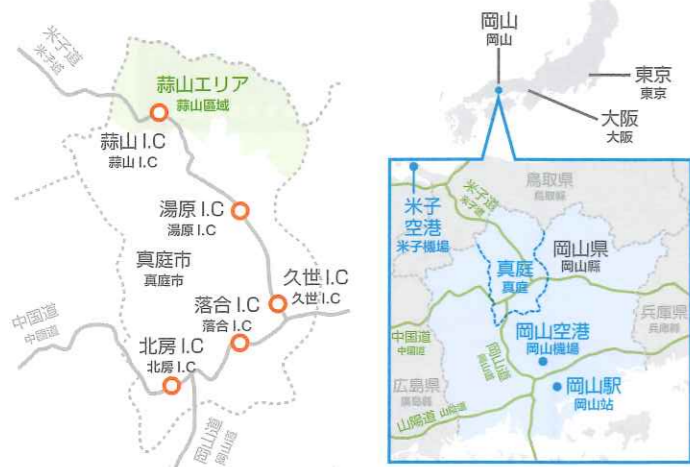 米子道
米子道
蒜山エリア
蒜山區域
蒜山 I.C
蒜山 I.C
湯原 I.C
湯原 I.C
真庭市
真庭市
久世 I.C
久世 I.C
落合 I.C
落合 I.C
中国道
中国道
北房 I.C
北房 I.C
岡山道
岡山道
岡山
岡山
東京
東京
大阪
大阪
米子
空港
米子機場
米子道
米子道
鳥取県
鳥取縣
岡山県
岡山縣
真庭
真庭
兵庫県
兵庫縣
中国道
中国道
岡山道
岡山道
岡山空港
岡山機場
広島県
廣島縣
岡山駅
岡山站
山陽道 山陽道